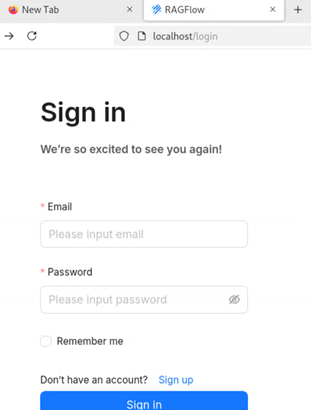 New Tab
RAGFlow
localhost/login
Sign in
We're so excited to see you again!
* Email
Please input email
* Password
Please input password
Remember me
Don't have an account? Sign up
Sign in